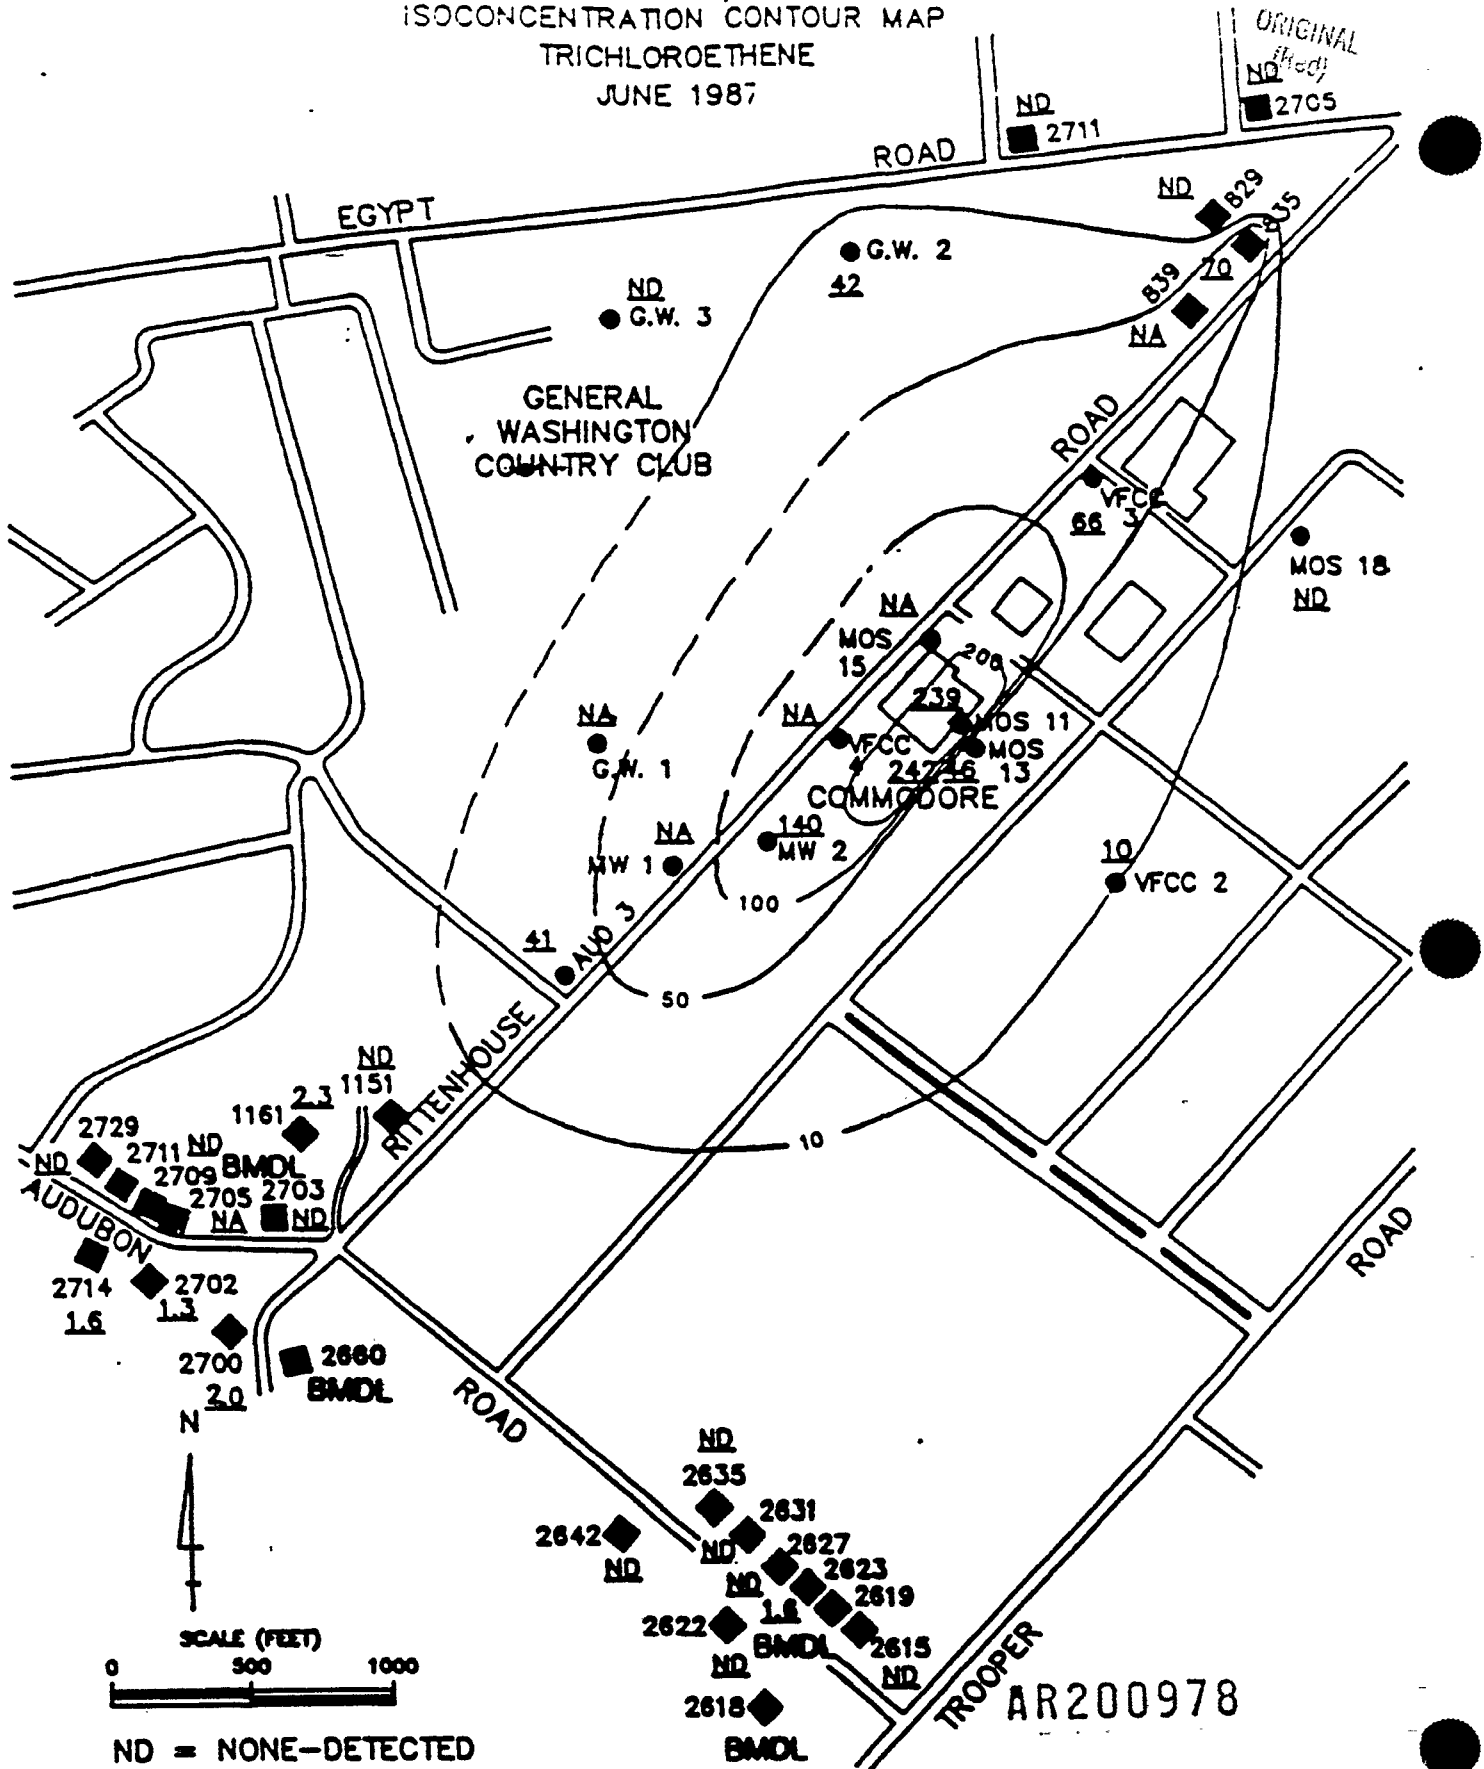 ISOCONCENTRATION CONTOUR MAP
TRICHLOROETHENE
JUNE 1987
ORIGINAL
(Red)
ND
2705
ND
2711
EGYPT ROAD
ND
829
835
70
839
NA
G.W. 2
42
ND
G.W. 3
GENERAL
WASHINGTON
COUNTRY CLUB
ROAD
VFCC
3
66
MOS 18
ND
NA
MOS
15
200
239
MOS 11
MOS
13
NA
VFCC
4
242
46
COMMODORE
NA
G.W. 1
NA
MW 1
140
MW 2
100
10
VFCC 2
41
AUD 3
50
RITTENHOUSE
10
ND
1151
2.3
1161
BMDL
2729
ND
2711
ND
2709
2705
NA
2703
ND
AUDUBON
2714
1.6
2702
1.3
2700
2.0
2660
BMDL
ROAD
ROAD
N
ND
2635
2631
ND
2642
ND
2627
ND
2623
1.6
2619
BMDL
2615
ND
2622
ND
2618
BMDL
TROOPER
SCALE (FEET)
0 500 1000
AR200978
ND = NONE-DETECTED